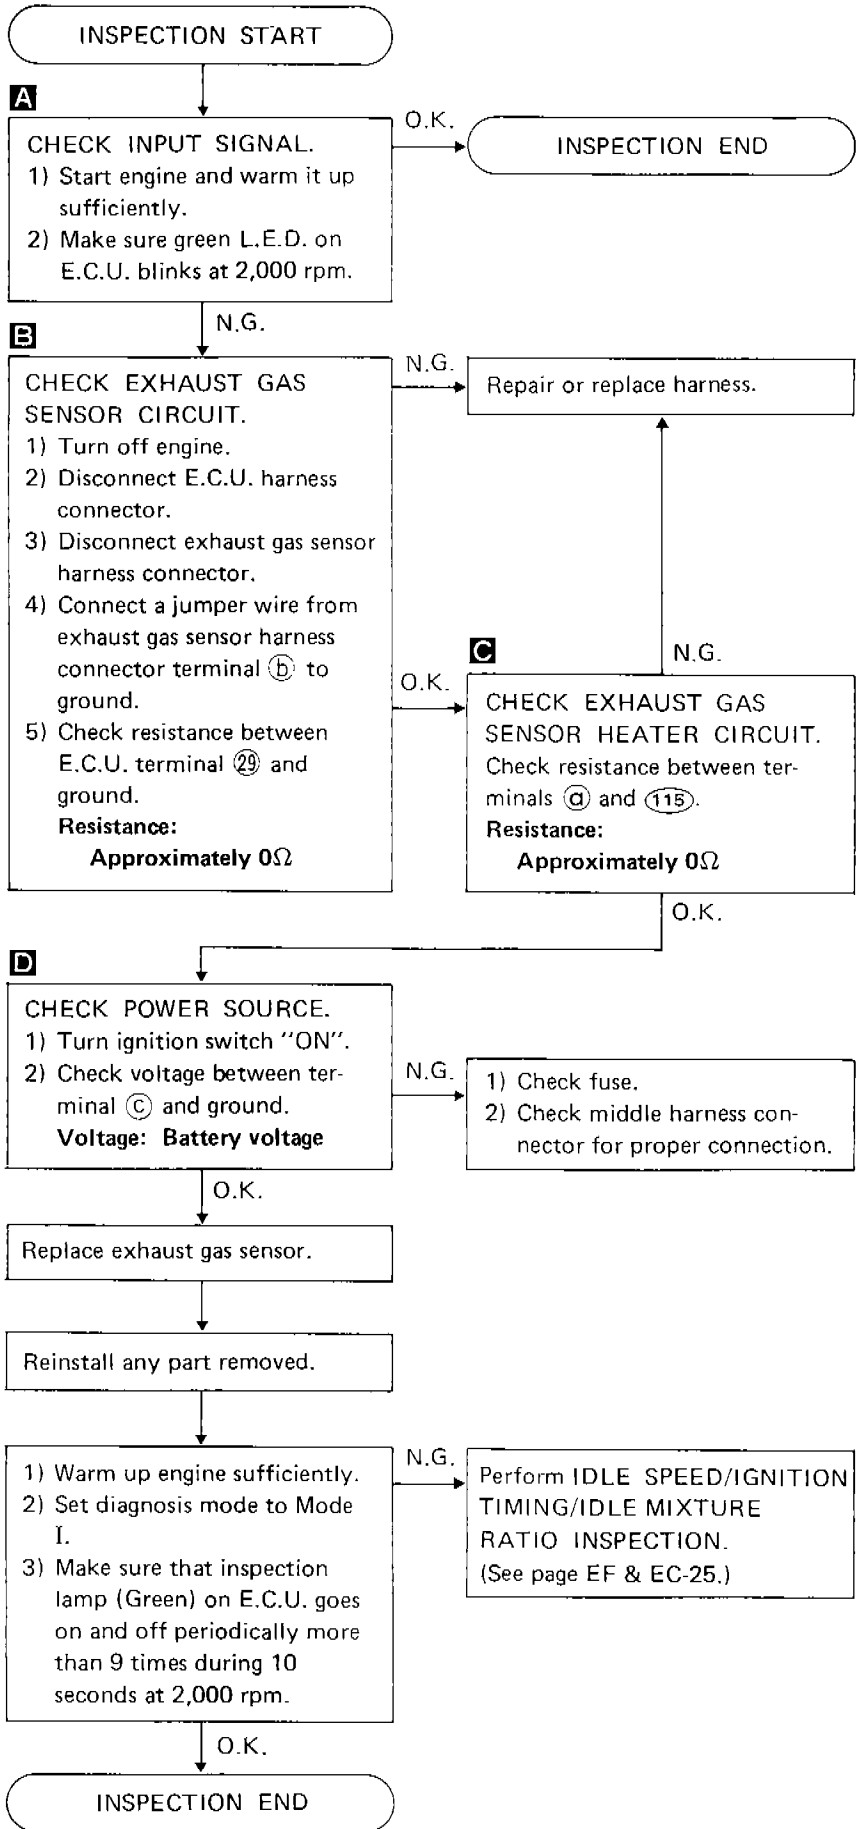 INSPECTION START
A
CHECK INPUT SIGNAL.
1) Start engine and warm it up
sufficiently.
2) Make sure green L.E.D. on
E.C.U. blinks at 2,000 rpm.
O.K.
INSPECTION END
N.G.
B
CHECK EXHAUST GAS
SENSOR CIRCUIT.
1) Turn off engine.
2) Disconnect E.C.U. harness
connector.
3) Disconnect exhaust gas sensor
harness connector.
4) Connect a jumper wire from
exhaust gas sensor harness
connector terminal ⓑ to
ground.
5) Check resistance between
E.C.U. terminal ㉙ and
ground.
Resistance:
Approximately 0Ω
N.G.
Repair or replace harness.
O.K.
C
N.G.
CHECK EXHAUST GAS
SENSOR HEATER CIRCUIT.
Check resistance between ter-
minals ⓐ and (115).
Resistance:
Approximately 0Ω
O.K.
D
CHECK POWER SOURCE.
1) Turn ignition switch "ON".
2) Check voltage between ter-
minal ⓒ and ground.
Voltage: Battery voltage
N.G.
1) Check fuse.
2) Check middle harness con-
nector for proper connection.
O.K.
Replace exhaust gas sensor.
Reinstall any part removed.
1) Warm up engine sufficiently.
2) Set diagnosis mode to Mode
I.
3) Make sure that inspection
lamp (Green) on E.C.U. goes
on and off periodically more
than 9 times during 10
seconds at 2,000 rpm.
N.G.
Perform IDLE SPEED/IGNITION
TIMING/IDLE MIXTURE
RATIO INSPECTION.
(See page EF & EC-25.)
O.K.
INSPECTION END